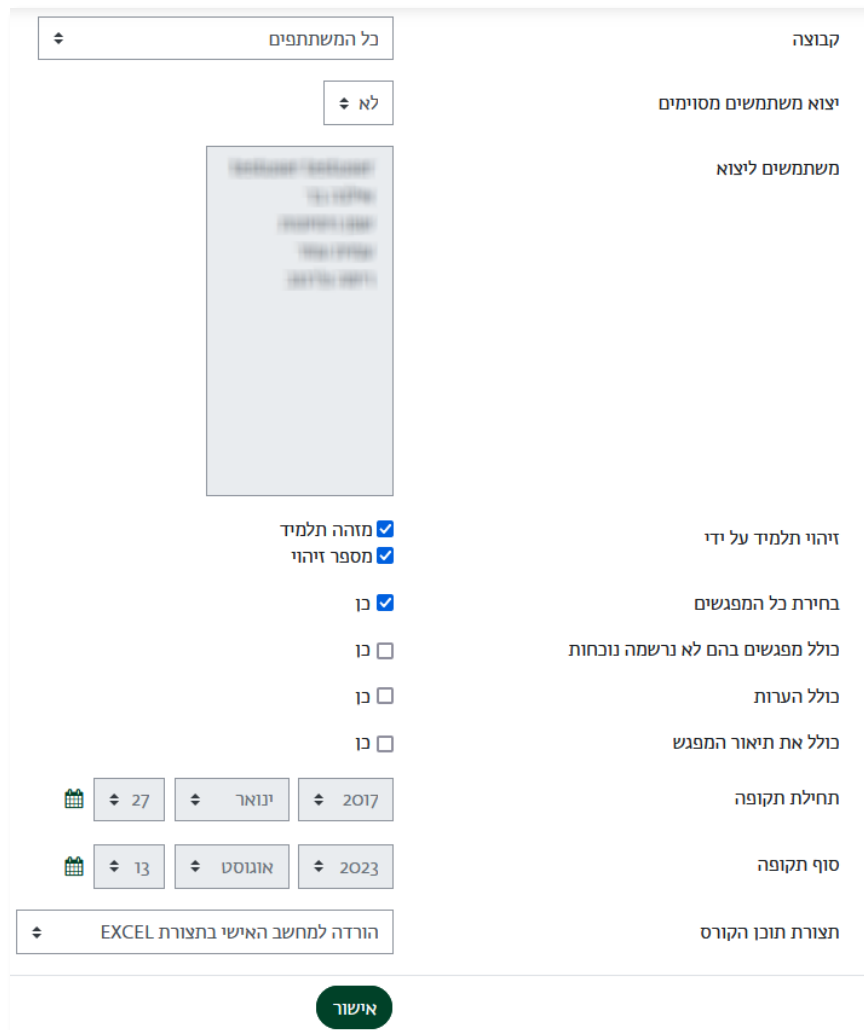 קבוצה
כל המשתתפים
יצוא משתמשים מסוימים
לא
משתמשים ליצוא
זיהוי תלמיד על ידי
מזהה תלמיד
מספר זיהוי
בחירת כל המפגשים
כן
כולל מפגשים בהם לא נרשמה נוכחות
כן
כולל הערות
כן
כולל את תיאור המפגש
כן
תחילת תקופה
2017 ינואר 27
סוף תקופה
2023 אוגוסט 13
תצורת תוכן הקורס
הורדה למחשב האישי בתצורת EXCEL
אישור